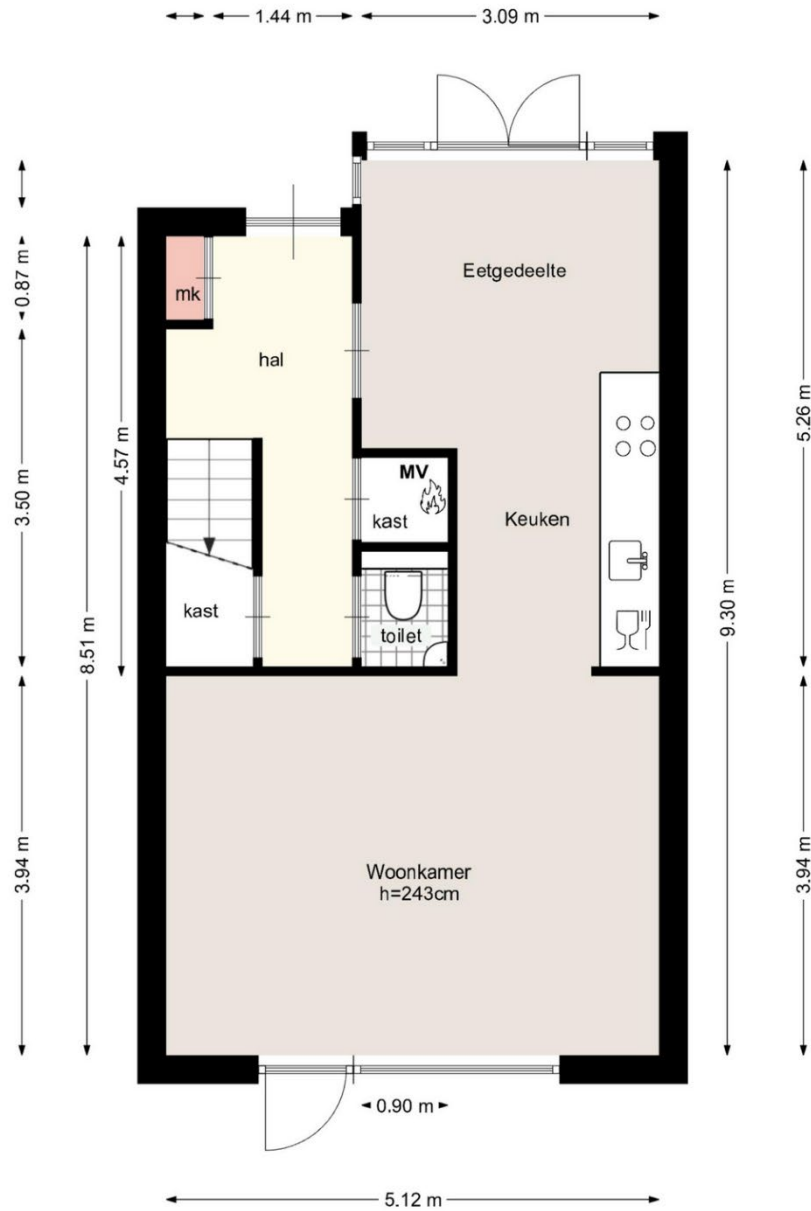 1.44 m
3.09 m
0.87 m
mk
Eetgedeelte
hal
5.26 m
4.57 m
3.50 m
MV
kast
Keuken
kast
toilet
8.51 m
9.30 m
3.94 m
Woonkamer
h=243cm
3.94 m
0.90 m
5.12 m